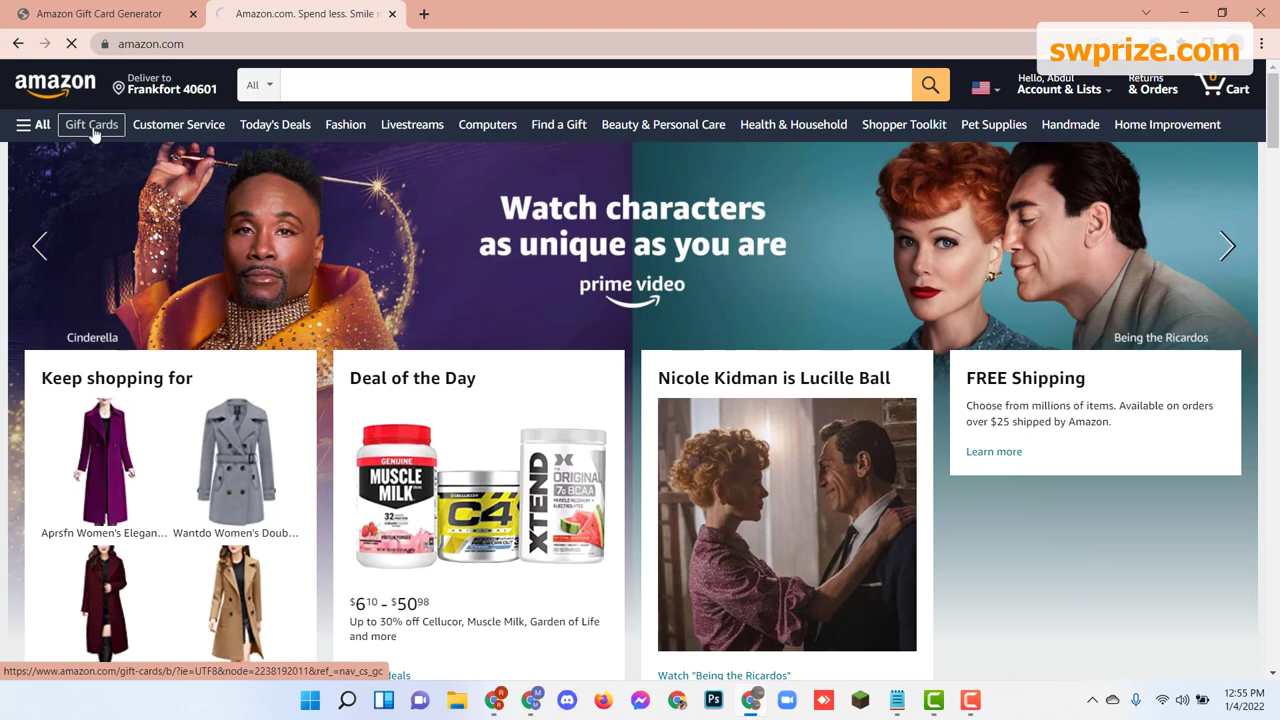 Amazon Gift Card Generator
Amazon.com. Spend less. Smile m
amazon.com
swprize.com
amazon
Deliver to
Frankfort 40601
All
Hello, Abdul
Account & Lists
Returns
& Orders
0
Cart
All
Gift Cards
Customer Service
Today's Deals
Fashion
Livestreams
Computers
Find a Gift
Beauty & Personal Care
Health & Household
Shopper Toolkit
Pet Supplies
Handmade
Home Improvement
Watch characters
as unique as you are
prime video
Cinderella
Being the Ricardos
Keep shopping for
Aprsfn Women's Elegan...
Wantdo Women's Doub...
Deal of the Day
GENUINE
MUSCLE
MILK
32
CELLUCOR
C4
XTEND
ORIGINAL
7g BCAA
$6.10 - $50.98
Up to 30% off Cellucor, Muscle Milk, Garden of Life
and more
deals
Nicole Kidman is Lucille Ball
Watch "Being the Ricardos"
FREE Shipping
Choose from millions of items. Available on orders
over $25 shipped by Amazon.
Learn more
https://www.amazon.com/gift-cards/b/?ie=UTF8&node=2238192011&ref_=nav_cs_gc
Ps
12:55 PM
1/4/2022